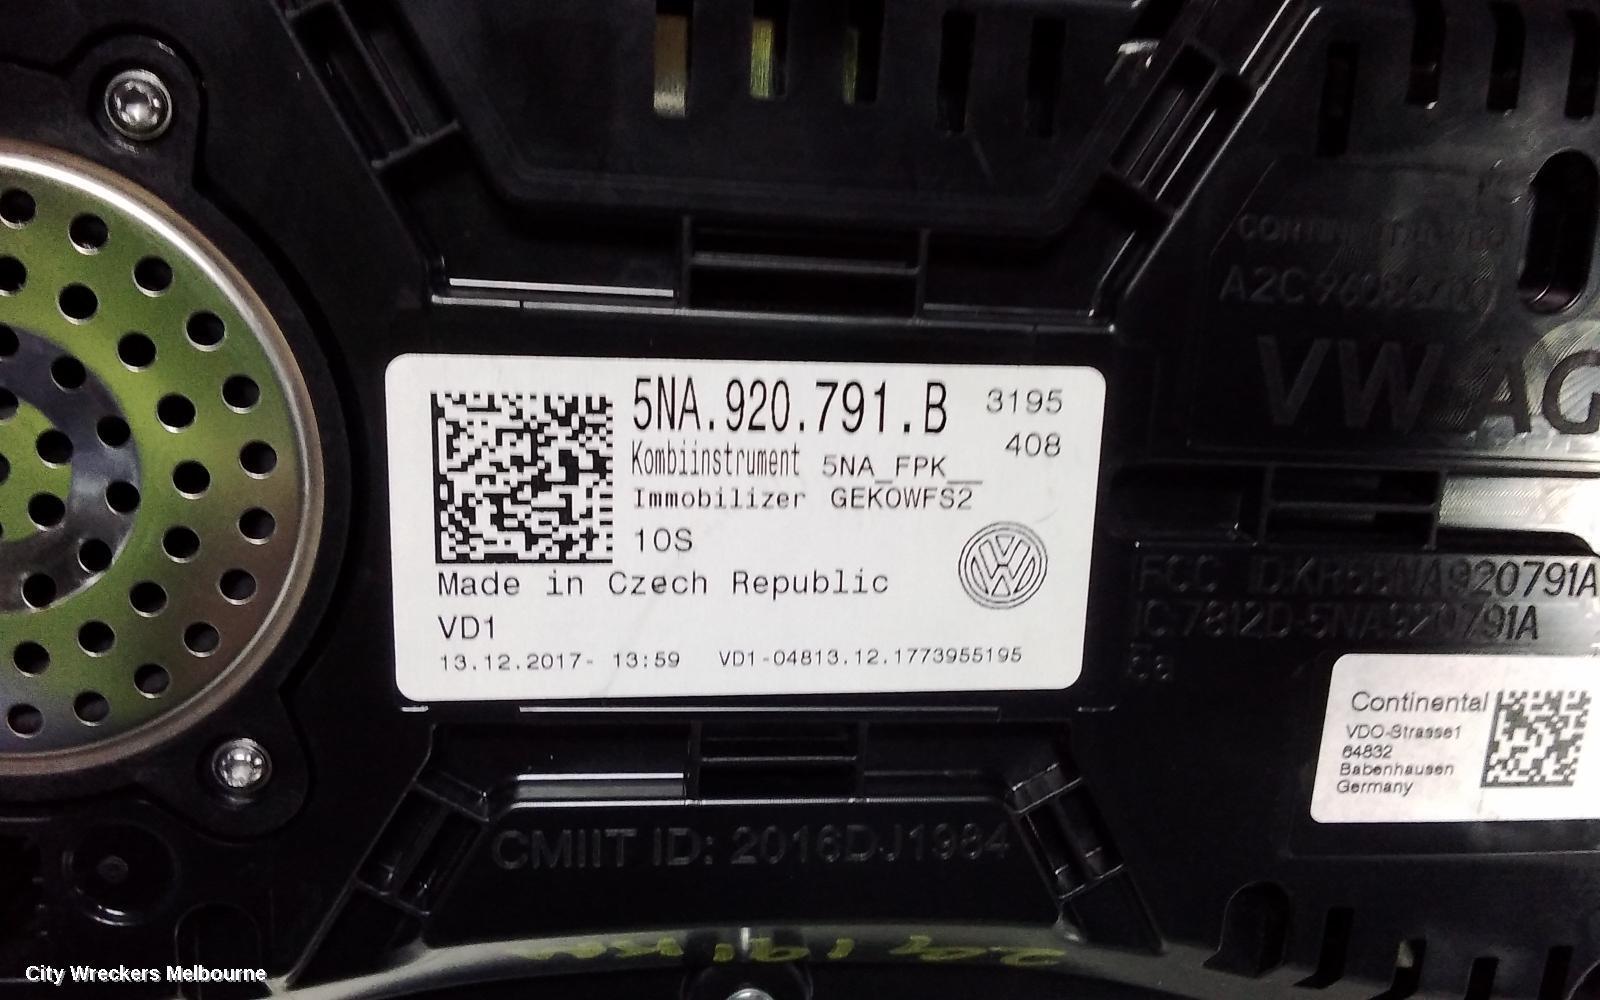 5NA.920.791.B 3195
408
Kombiinstrument 5NA_FPK__
Immobilizer GEK0WFS2
10S
Made in Czech Republic
VD1
13.12.2017- 13:59 VD1-04813.12.1773955195
VW AG
FCC ID:KR55NA920791A
IC:7812D-5NA920791A
Continental
VDO-Strasse1
64832
Babenhausen
Germany
CMIIT ID: 2016DJ1984
City Wreckers Melbourne